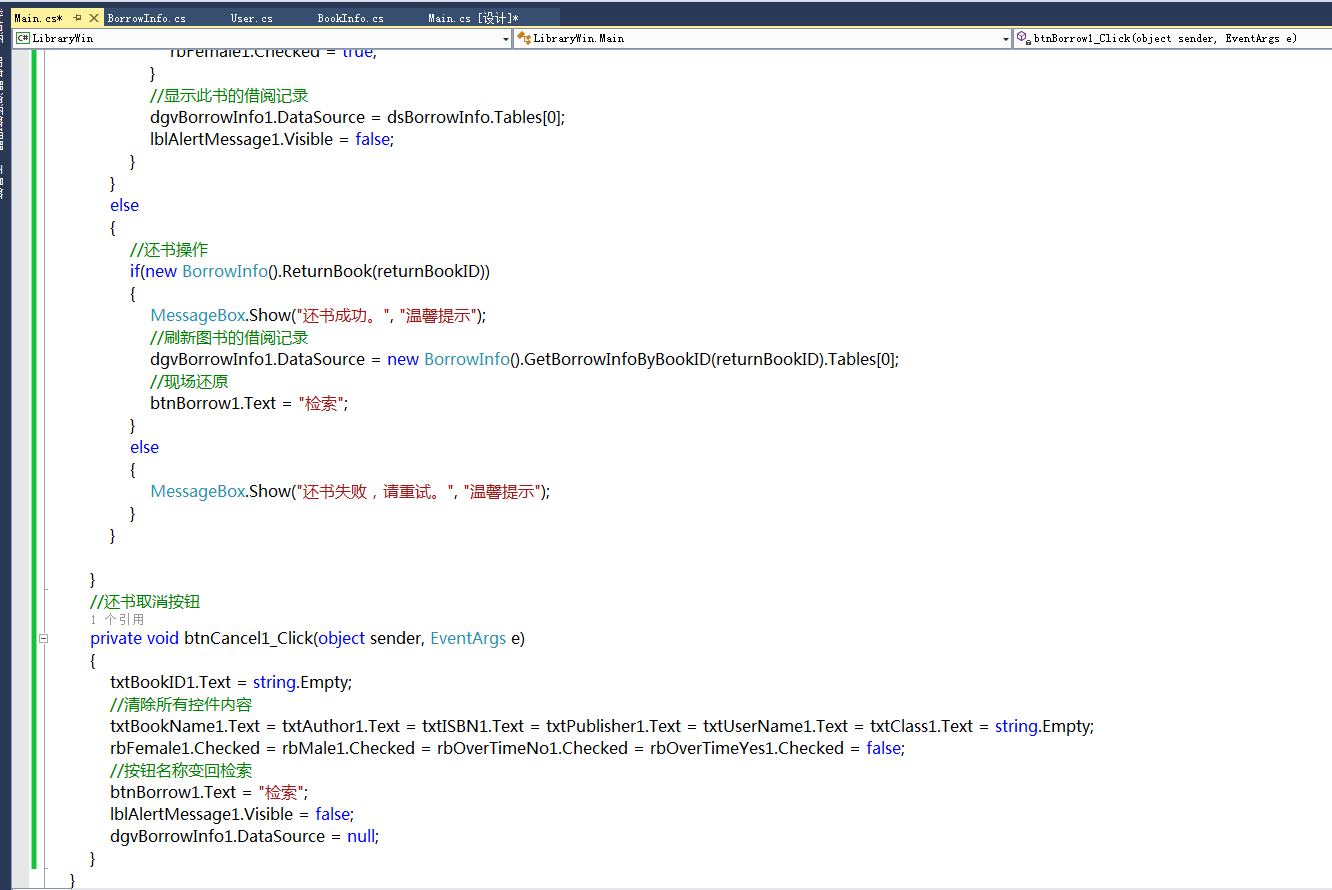 Main.cs*
BorrowInfo.cs
User.cs
BookInfo.cs
Main.cs [设计]*
C# LibraryWin
LibraryWin.Main
btnBorrow1_Click(object sender, EventArgs e)
rbFemale1.Checked = true;
}
//显示此书的借阅记录
dgvBorrowInfo1.DataSource = dsBorrowInfo.Tables[0];
lblAlertMessage1.Visible = false;
}
}
else
{
//还书操作
if(new BorrowInfo().ReturnBook(returnBookID))
{
MessageBox.Show("还书成功。", "温馨提示");
//刷新图书的借阅记录
dgvBorrowInfo1.DataSource = new BorrowInfo().GetBorrowInfoByBookID(returnBookID).Tables[0];
//现场还原
btnBorrow1.Text = "检索";
}
else
{
MessageBox.Show("还书失败，请重试。", "温馨提示");
}
}
}
//还书取消按钮
1 个引用
private void btnCancel1_Click(object sender, EventArgs e)
{
txtBookID1.Text = string.Empty;
//清除所有控件内容
txtBookName1.Text = txtAuthor1.Text = txtISBN1.Text = txtPublisher1.Text = txtUserName1.Text = txtClass1.Text = string.Empty;
rbFemale1.Checked = rbMale1.Checked = rbOverTimeNo1.Checked = rbOverTimeYes1.Checked = false;
//按钮名称变回检索
btnBorrow1.Text = "检索";
lblAlertMessage1.Visible = false;
dgvBorrowInfo1.DataSource = null;
}
}